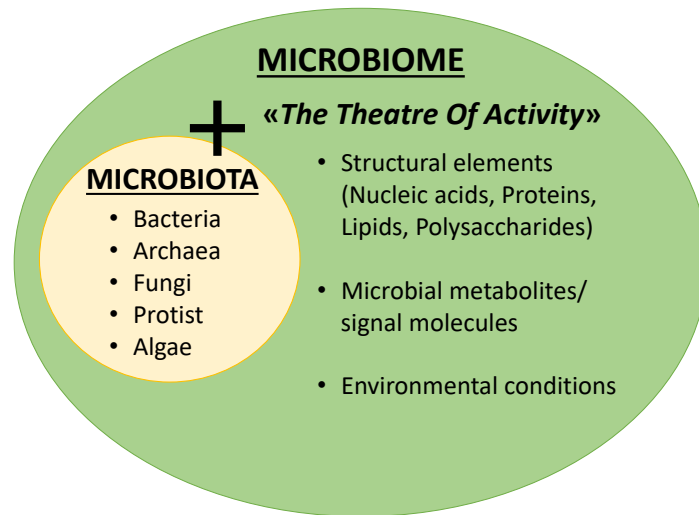 MICROBIOME
«The Theatre Of Activity»
• Structural elements
(Nucleic acids, Proteins,
Lipids, Polysaccharides)
• Microbial metabolites/
signal molecules
• Environmental conditions
+
MICROBIOTA
• Bacteria
• Archaea
• Fungi
• Protist
• Algae